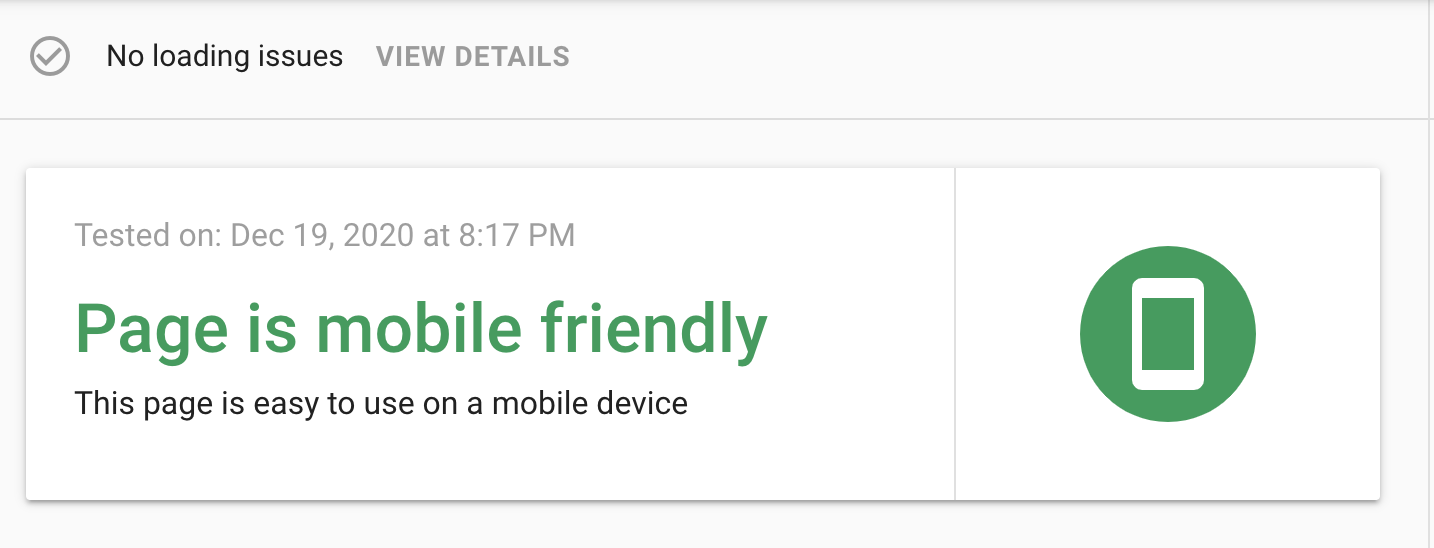 No loading issues VIEW DETAILS
Tested on: Dec 19, 2020 at 8:17 PM
Page is mobile friendly
This page is easy to use on a mobile device